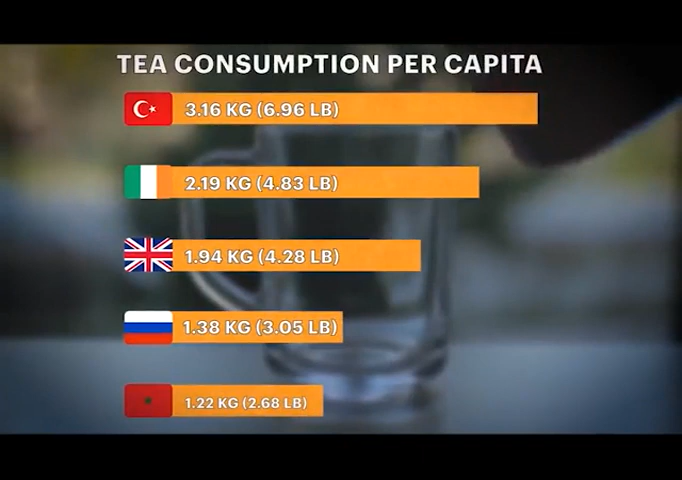 TEA CONSUMPTION PER CAPITA
3.16 KG (6.96 LB)
2.19 KG (4.83 LB)
1.94 KG (4.28 LB)
1.38 KG (3.05 LB)
1.22 KG (2.68 LB)